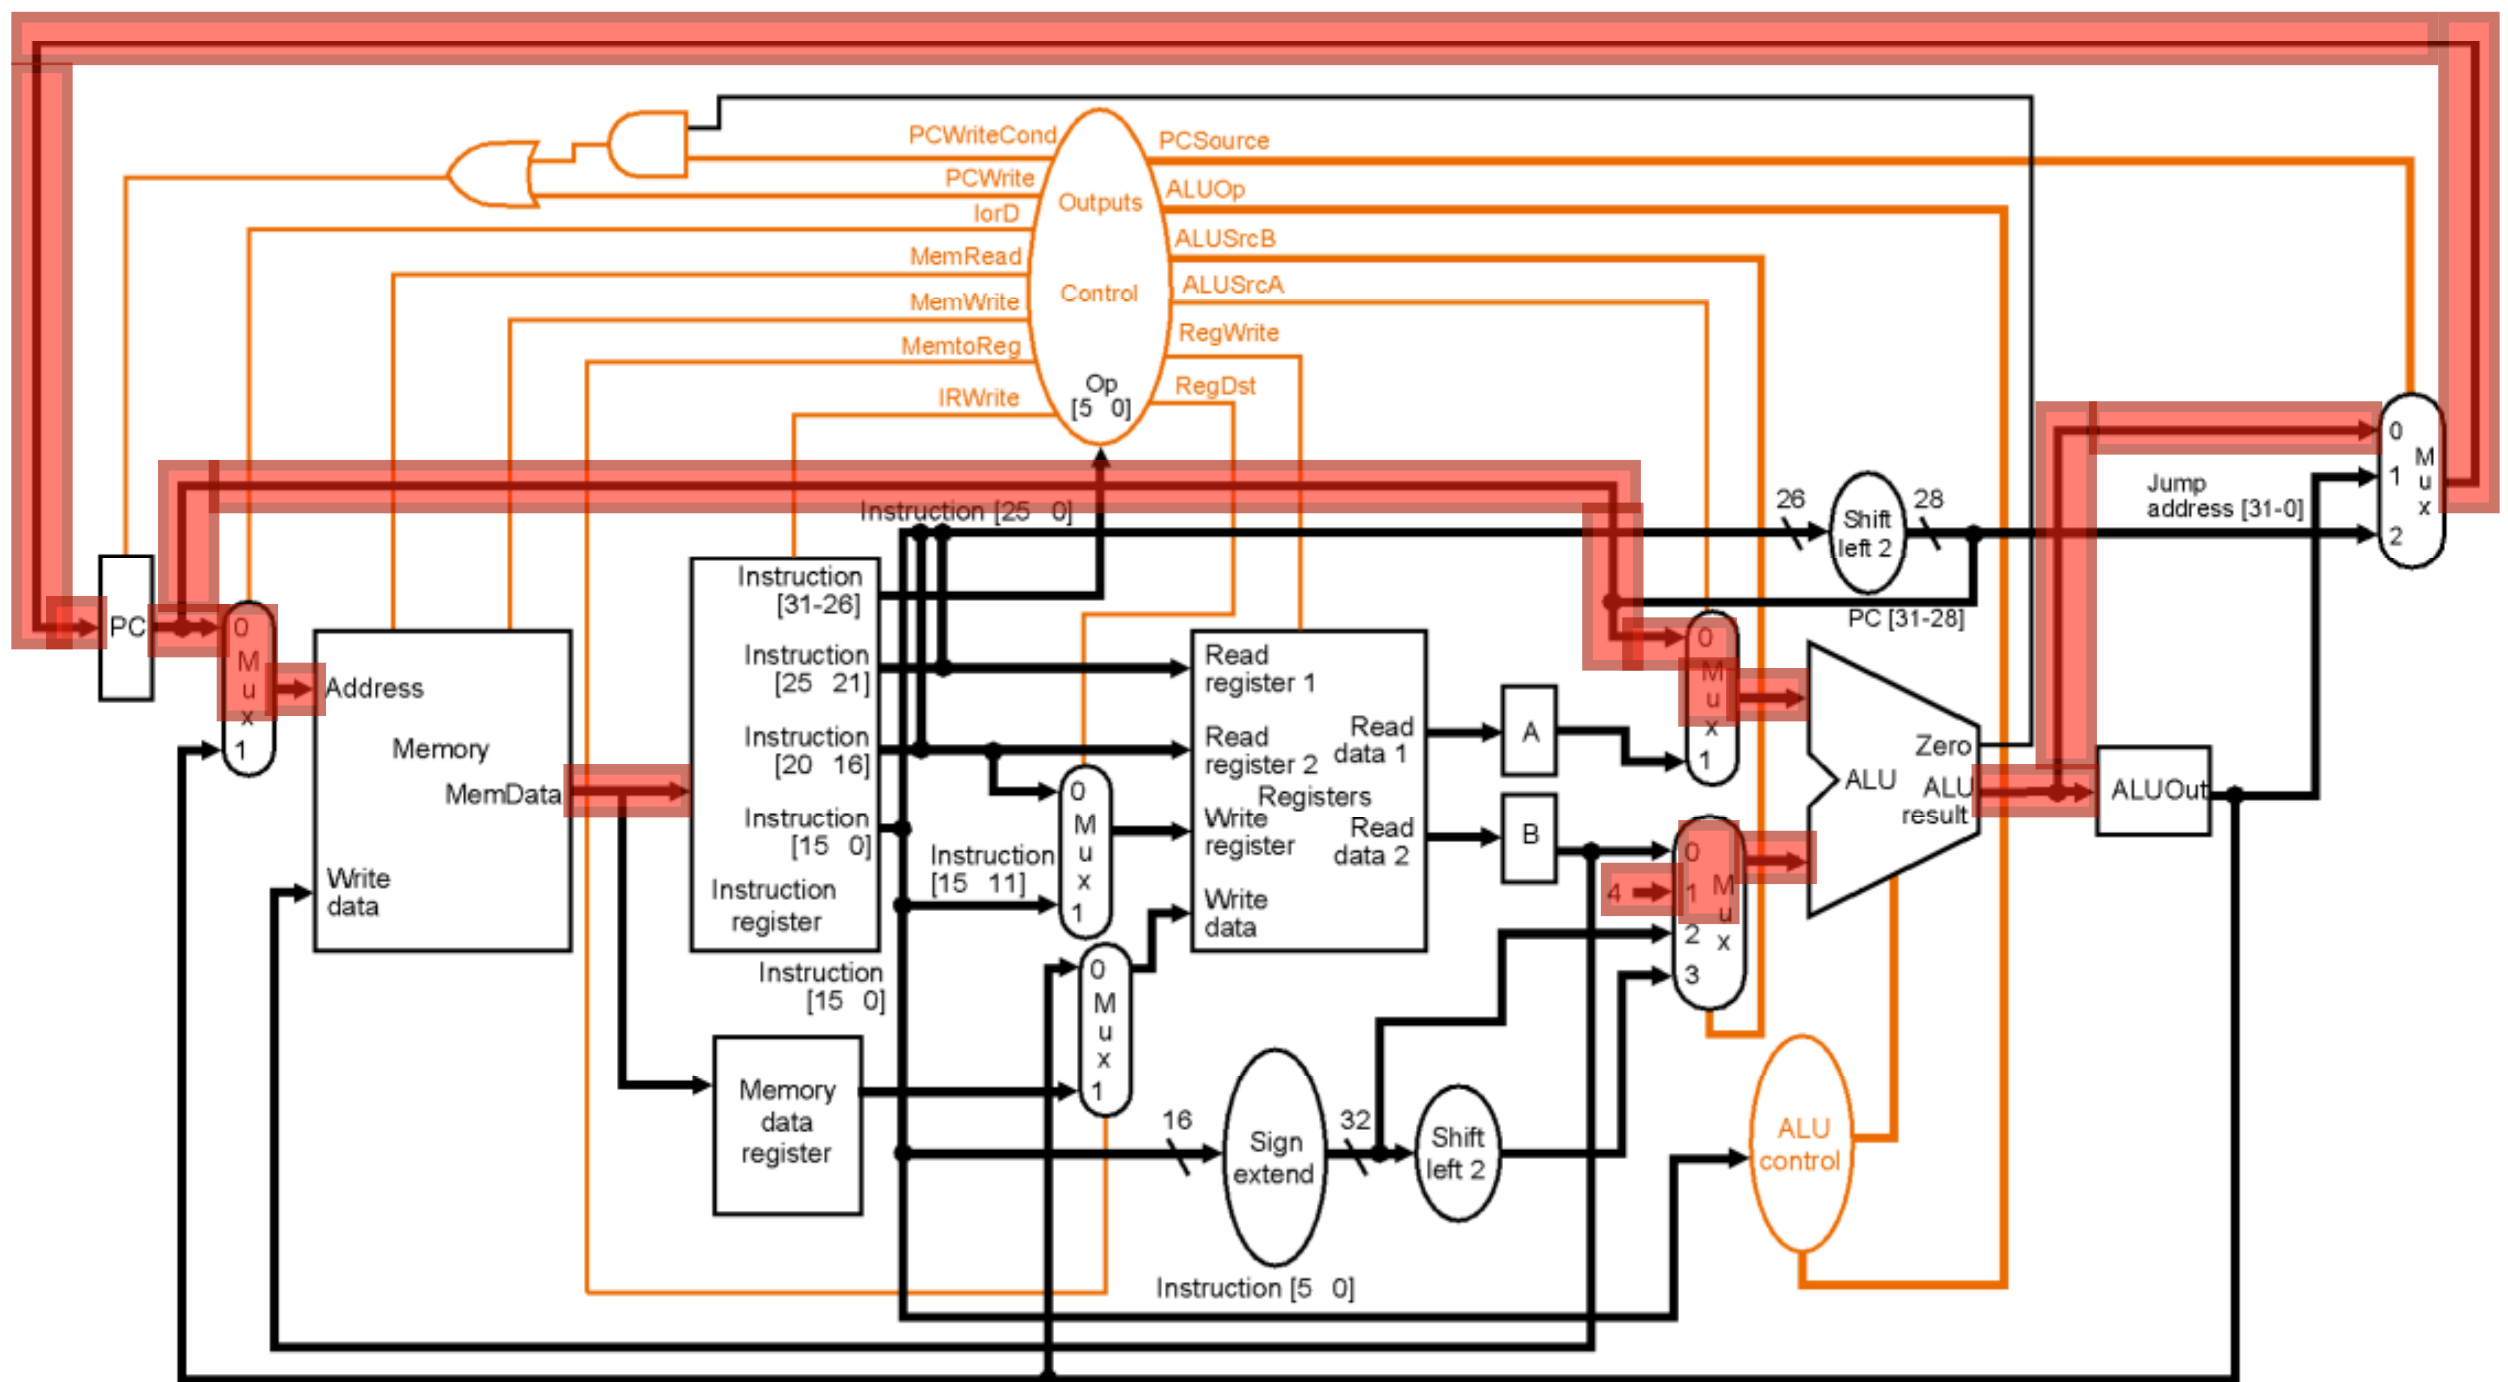 PCWriteCond
PCWrite
IorD
MemRead
MemWrite
MemtoReg
IRWrite
Outputs
Control
Op
[5 0]
PCSource
ALUOp
ALUSrcB
ALUSrcA
RegWrite
RegDst
Instruction [25 0]
26
Shift
left 2
28
Jump
address [31-0]
PC [31-28]
0
1
2
M
u
x
PC
0
M
u
x
1
Address
Memory
MemData
Write
data
Instruction
[31-26]
Instruction
[25 21]
Instruction
[20 16]
Instruction
[15 0]
Instruction
register
Instruction
[15 0]
Instruction
[15 11]
0
M
u
x
1
Read
register 1
Read
register 2
Registers
Write
register
Write
data
Read
data 1
Read
data 2
A
B
0
M
u
x
1
4
0
1
2
3
M
u
x
Zero
ALU
ALU
result
ALUOut
Memory
data
register
0
M
u
x
1
16
Sign
extend
32
Shift
left 2
ALU
control
Instruction [5 0]